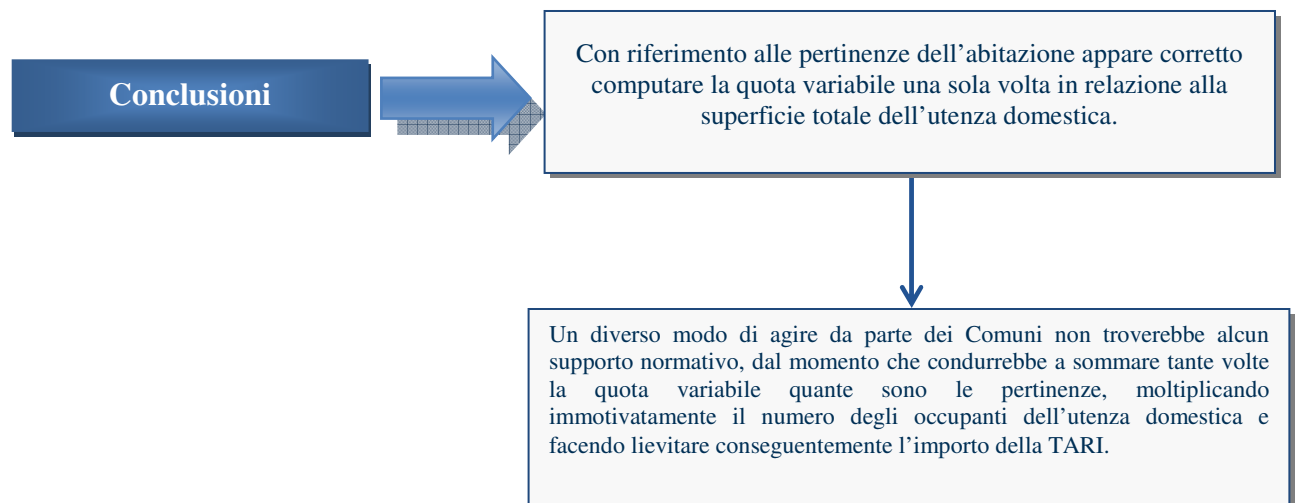 Conclusioni
Con riferimento alle pertinenze dell'abitazione appare corretto
computare la quota variabile una sola volta in relazione alla
superficie totale dell'utenza domestica.
Un diverso modo di agire da parte dei Comuni non troverebbe alcun
supporto normativo, dal momento che condurrebbe a sommare tante volte
la quota variabile quante sono le pertinenze, moltiplicando
immotivatamente il numero degli occupanti dell'utenza domestica e
facendo lievitare conseguentemente l'importo della TARI.